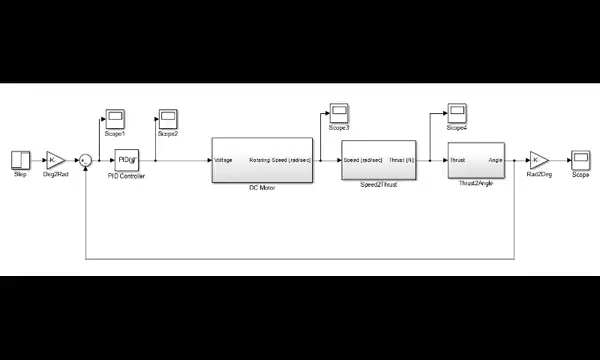 Scope1
Scope2
Scope3
Scope4
Step
K
Deg2Rad
PID(s)
PID Controller
Voltage
Rotating Speed [rad/sec]
DC Motor
Speed [rad/sec]
Thrust [N]
Speed2Thrust
Thrust
Angle
Thrust2Angle
K
Rad2Deg
Scope